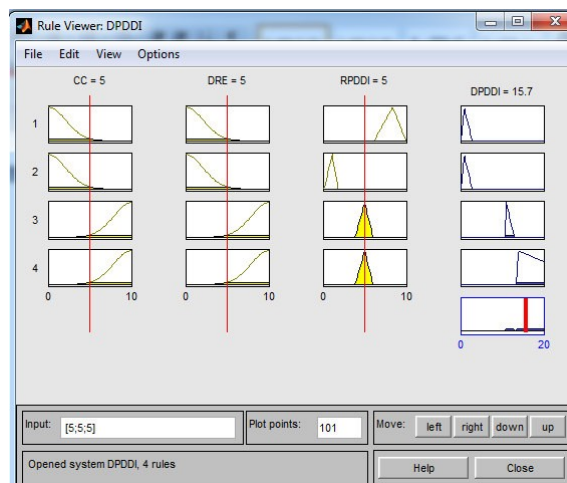 Rule Viewer: DPDDI
File Edit View Options
CC = 5 DRE = 5 RPDDI = 5 DPDDI = 15.7
1
2
3
4
0 10 0 10 0 20
Input: [5;5;5] Plot points: 101 Move: left right down up
Opened system DPDDI, 4 rules Help Close